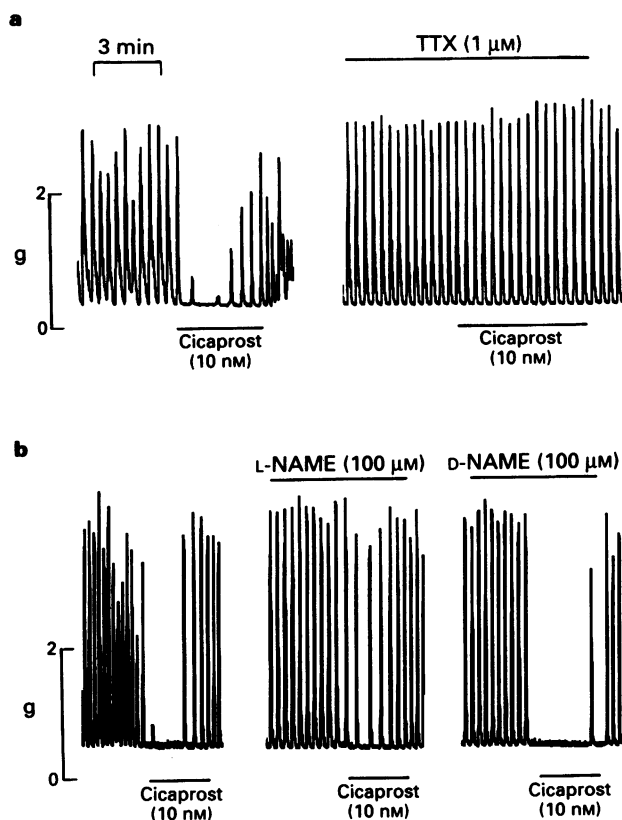 a
3 min
TTX (1 μM)
2
g
0
Cicaprost
(10 nM)
Cicaprost
(10 nM)
b
L-NAME (100 μM)
D-NAME (100 μM)
2
g
0
Cicaprost
(10 nM)
Cicaprost
(10 nM)
Cicaprost
(10 nM)